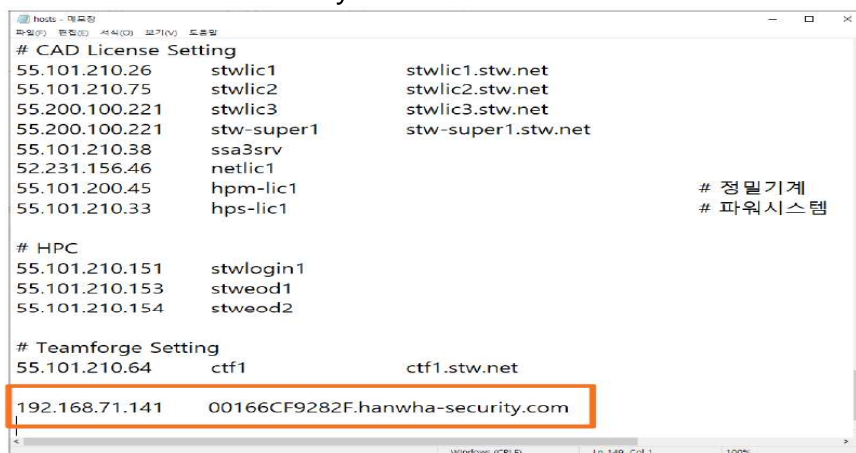 hosts - 메모장
파일(F) 편집(E) 서식(O) 보기(V) 도움말
# CAD License Setting
55.101.210.26 stwlic1 stwlic1.stw.net
55.101.210.75 stwlic2 stwlic2.stw.net
55.200.100.221 stwlic3 stwlic3.stw.net
55.200.100.221 stw-super1 stw-super1.stw.net
55.101.210.38 ssa3srv
52.231.156.46 netlic1
55.101.200.45 hpm-lic1 # 정밀기계
55.101.210.33 hps-lic1 # 파워시스템
# HPC
55.101.210.151 stwlogin1
55.101.210.153 stweod1
55.101.210.154 stweod2
# Teamforge Setting
55.101.210.64 ctf1 ctf1.stw.net
192.168.71.141 00166CF9282F.hanwha-security.com
Windows (CRLF) Ln 149, Col 1 100%